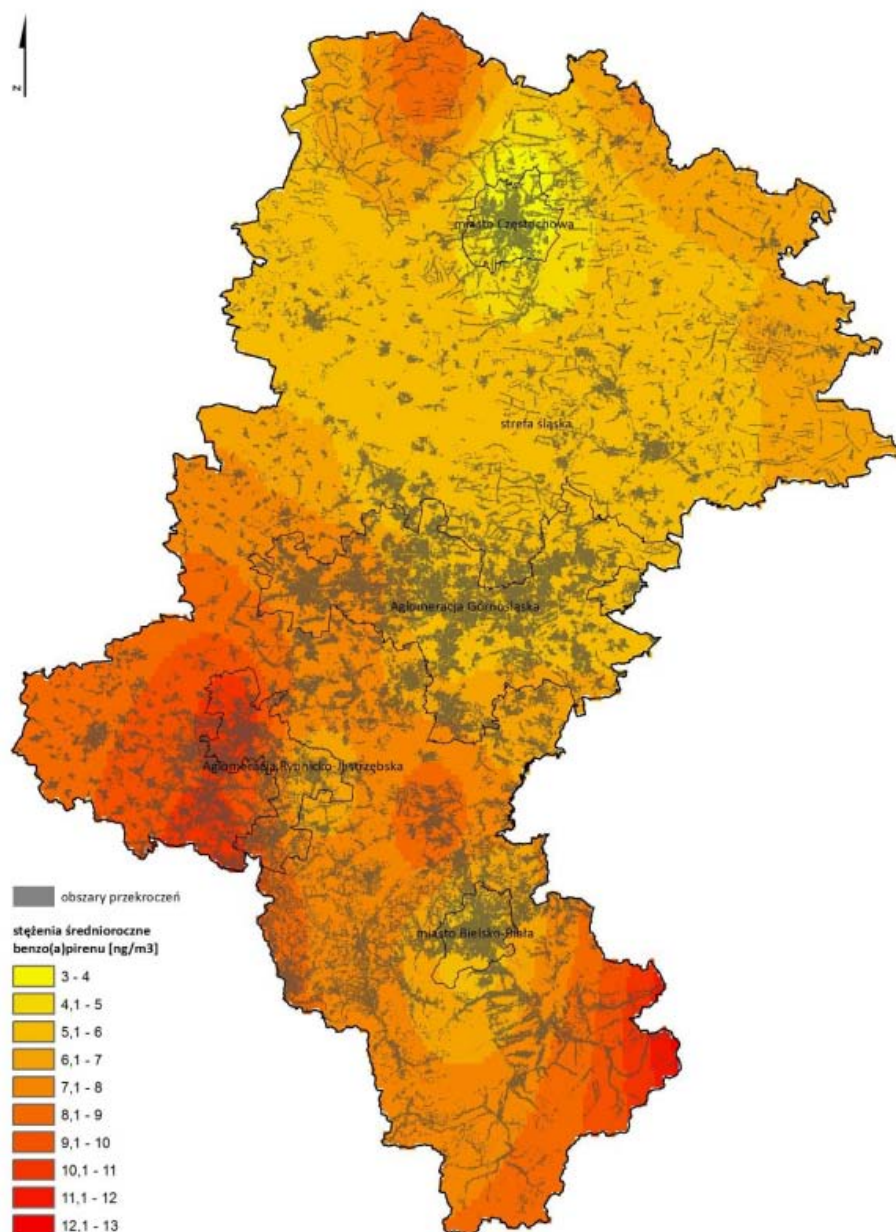 N
miasto Częstochowa
strefa śląska
Aglomeracja Górnośląska
Aglomeracja Rybnicko-Jastrzębska
miasto Bielsko-Biała
obszary przekroczeń
stężenia średnioroczne
benzo(a)pirenu [ng/m3]
3 - 4
4,1 - 5
5,1 - 6
6,1 - 7
7,1 - 8
8,1 - 9
9,1 - 10
10,1 - 11
11,1 - 12
12,1 - 13